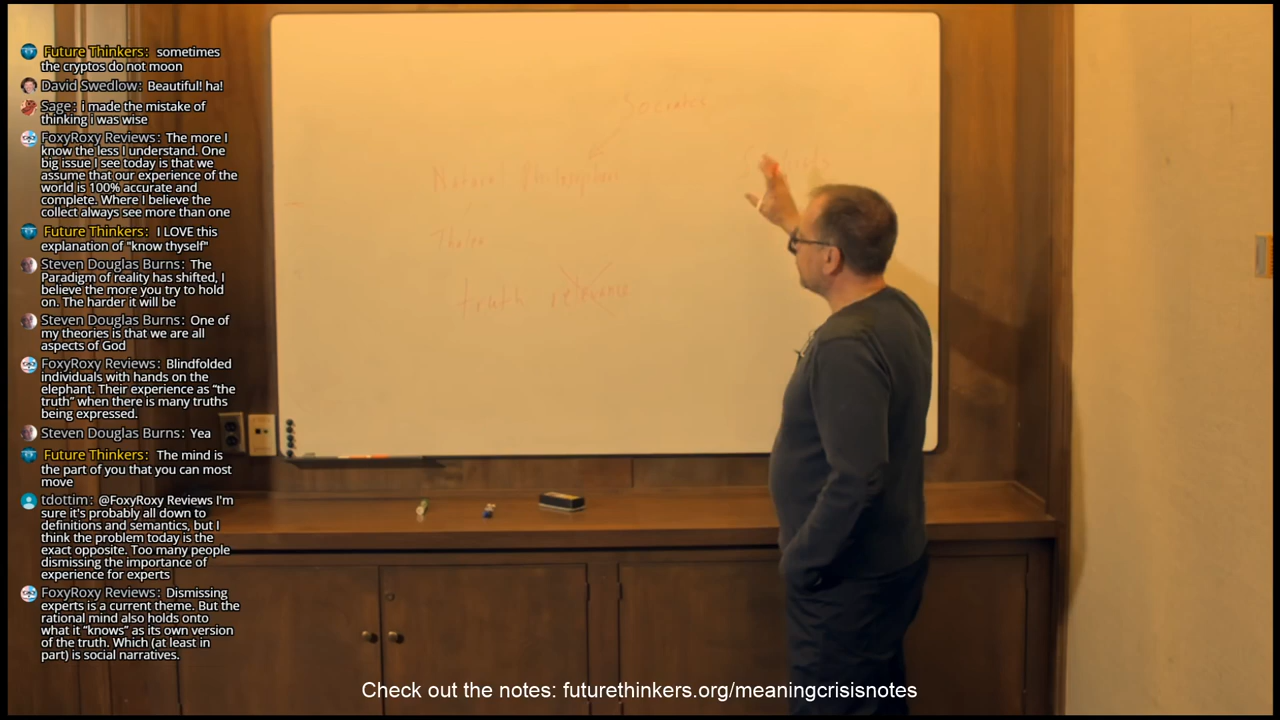 Future Thinkers: sometimes
the cryptos do not moon
David Swedlow: Beautiful! ha!
Sage: i made the mistake of
thinking i was wise
FoxyRoxy Reviews: The more I
know the less I understand. One
big issue I see today is that we
assume that our experience of the
world is 100% accurate and
complete. Where I believe the
collect always see more than one
Future Thinkers: I LOVE this
explanation of "know thyself"
Steven Douglas Burns: The
Paradigm of reality has shifted, I
believe the more you try to hold
on. The harder it will be
Steven Douglas Burns: One of
my theories is that we are all
aspects of God
FoxyRoxy Reviews: Blindfolded
individuals with hands on the
elephant. Their experience as “the
truth” when there is many truths
being expressed.
Steven Douglas Burns: Yea
Future Thinkers: The mind is
the part of you that you can most
move
tdottim: @FoxyRoxy Reviews I'm
sure it's probably all down to
definitions and semantics, but I
think the problem today is the
exact opposite. Too many people
dismissing the importance of
experience for experts
FoxyRoxy Reviews: Dismissing
experts is a current theme. But the
rational mind also holds onto
what it “knows” as its own version
of the truth. Which (at least in
part) is social narratives.
Socrates
Natural Philosophers
Thales
truth relevance
Check out the notes: futurethinkers.org/meaningcrisisnotes